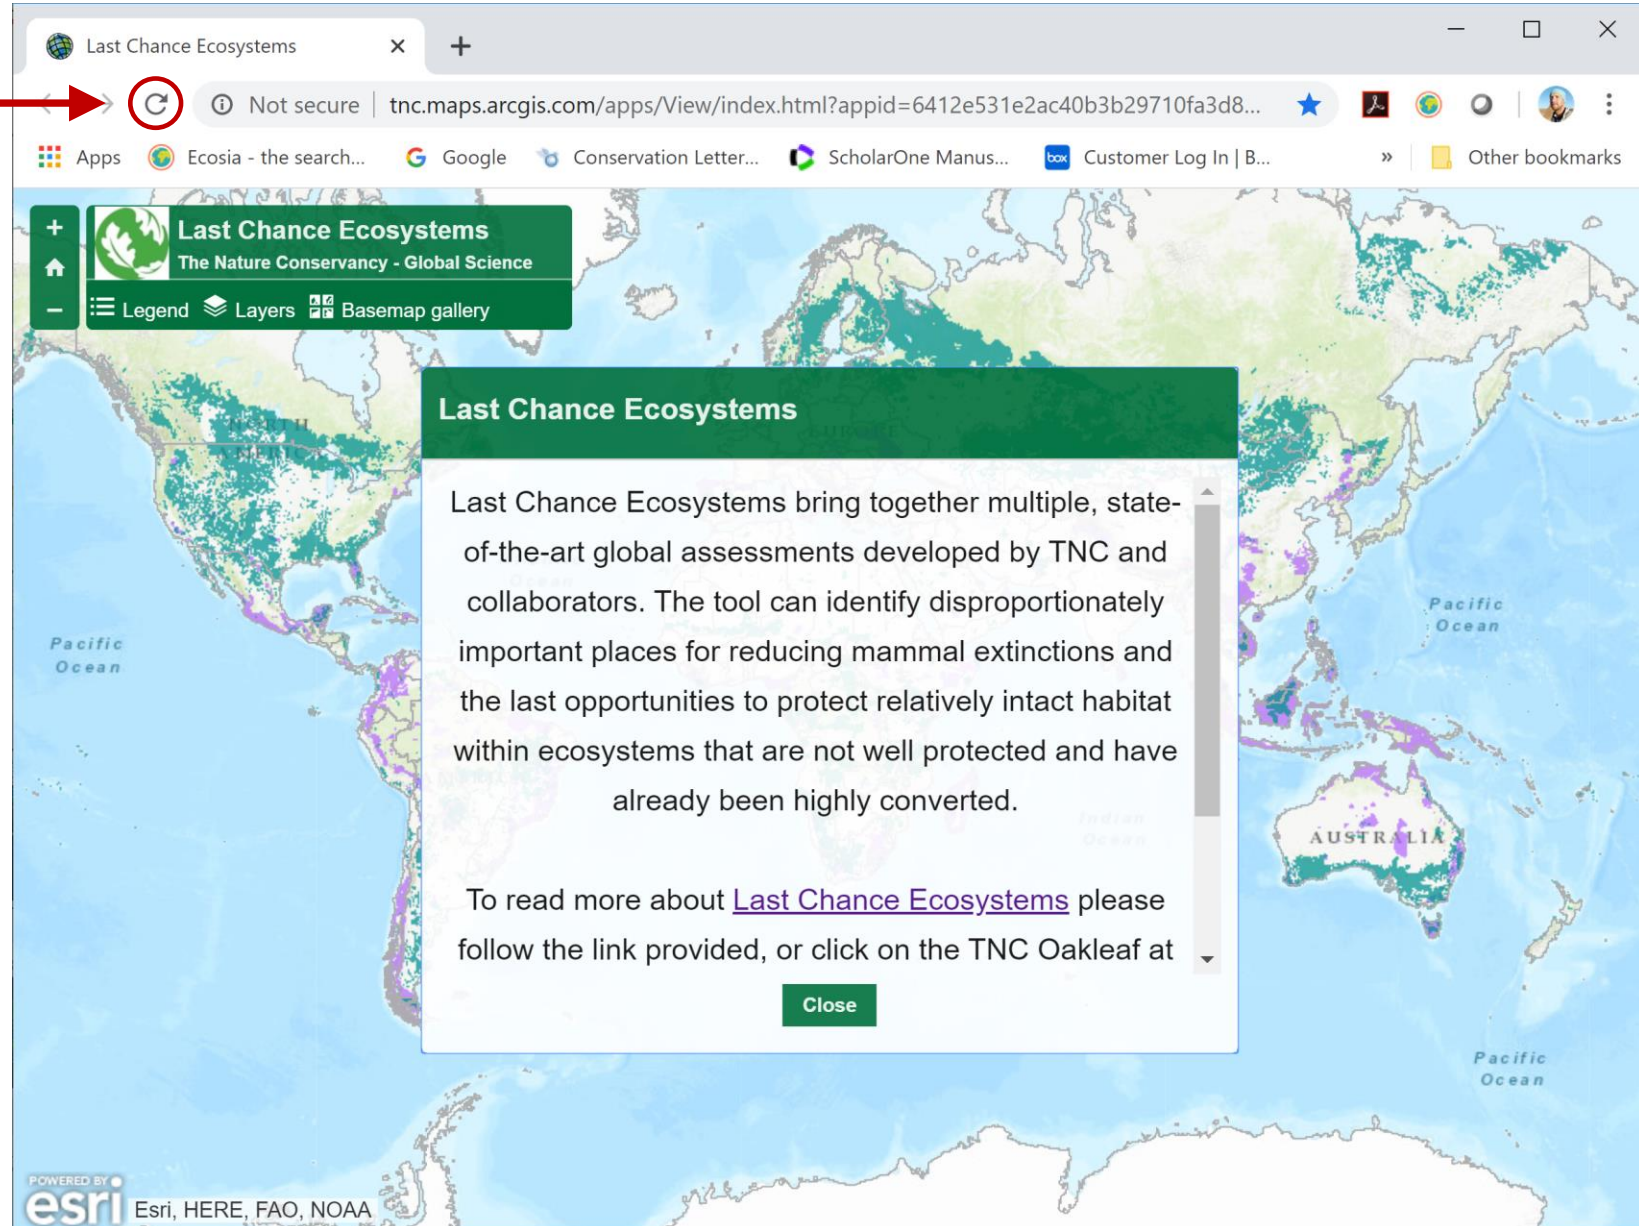 Last Chance Ecosystems
Not secure | tnc.maps.arcgis.com/apps/View/index.html?appid=6412e531e2ac40b3b29710fa3d8...
Apps Ecosia - the search... Google Conservation Letter... ScholarOne Manus... box Customer Log In | B... » Other bookmarks
Last Chance Ecosystems
The Nature Conservancy - Global Science
Legend Layers Basemap gallery
NORTH
AMERICA
Last Chance Ecosystems
Last Chance Ecosystems bring together multiple, state-
of-the-art global assessments developed by TNC and
collaborators. The tool can identify disproportionately
important places for reducing mammal extinctions and
the last opportunities to protect relatively intact habitat
within ecosystems that are not well protected and have
already been highly converted.
To read more about Last Chance Ecosystems please
follow the link provided, or click on the TNC Oakleaf at
Close
Pacific
Ocean
Pacific
Ocean
Indian
Ocean
AUSTRALIA
Pacific
Ocean
POWERED BY
esri
Esri, HERE, FAO, NOAA